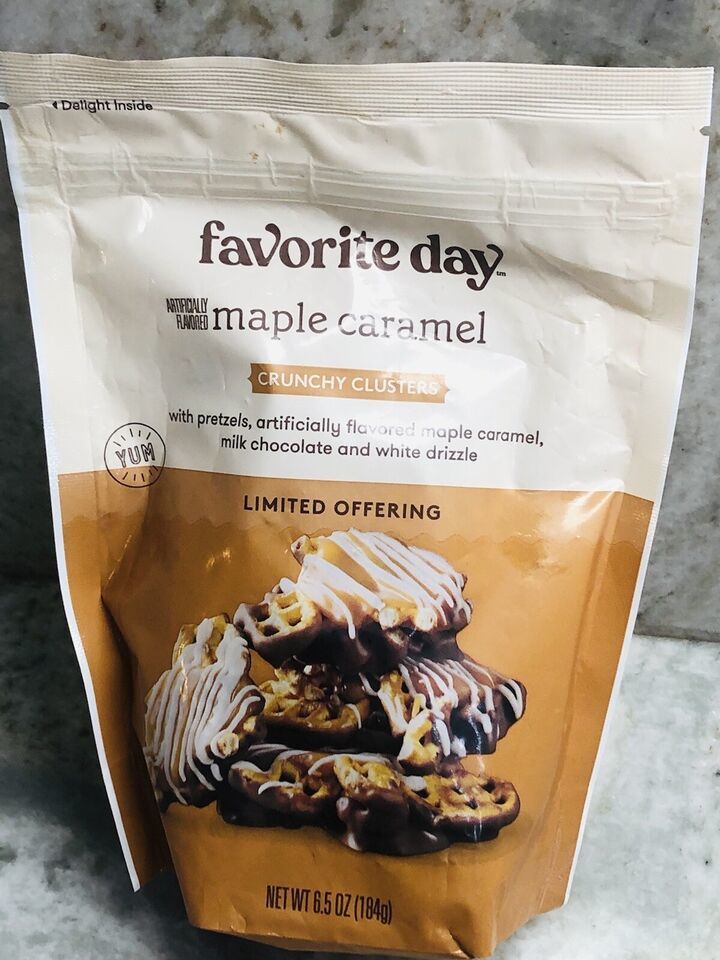 Delight Inside
favorite day™
ARTIFICIALLY
FLAVORED maple caramel
CRUNCHY CLUSTERS
with pretzels, artificially flavored maple caramel,
milk chocolate and white drizzle
YUM
LIMITED OFFERING
NET WT 6.5 OZ (184g)